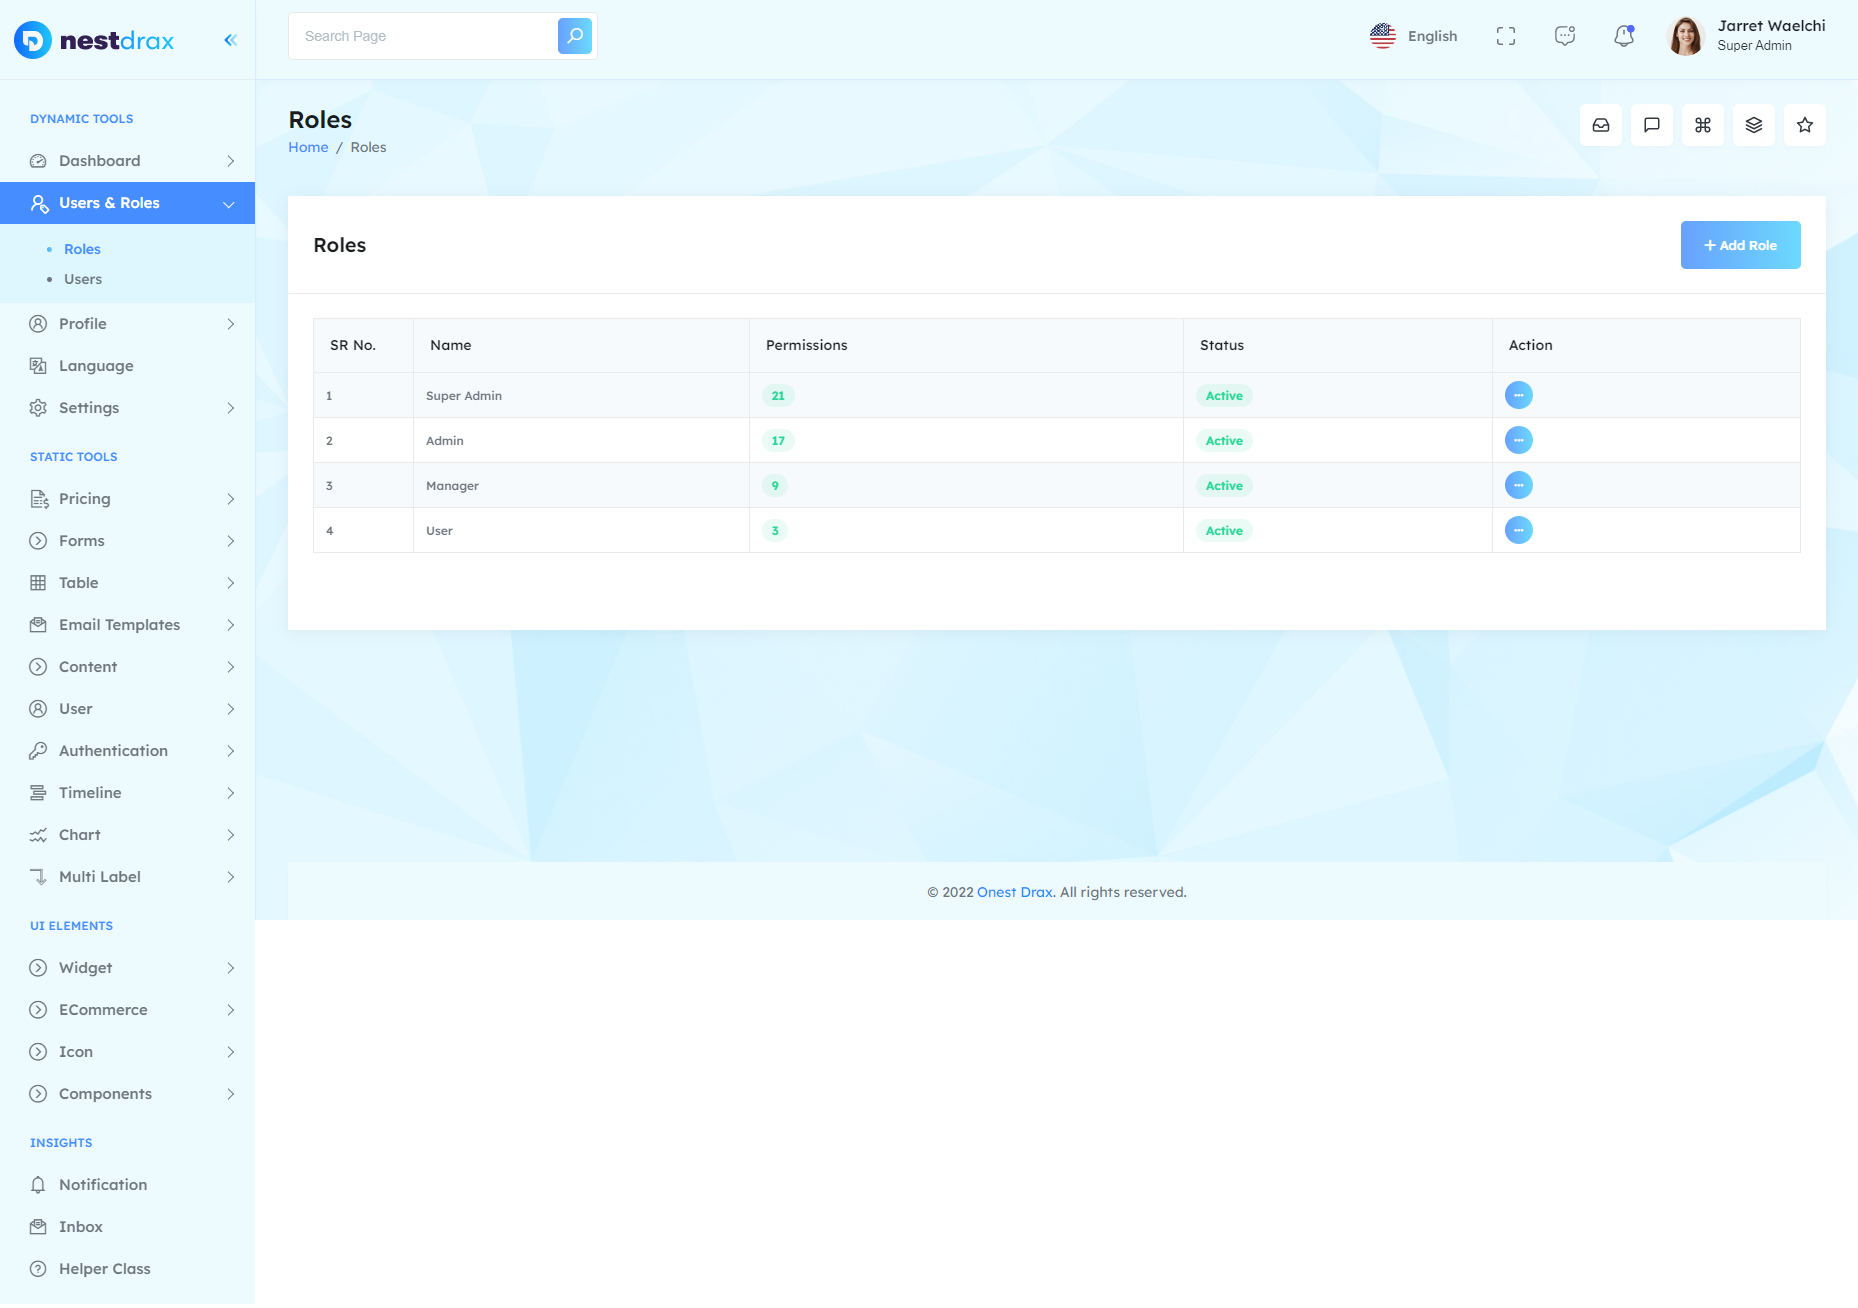 nestdrax
Search Page
English
Jarret Waelchi
Super Admin
DYNAMIC TOOLS
Dashboard
Users & Roles
Roles
Users
Profile
Language
Settings
STATIC TOOLS
Pricing
Forms
Table
Email Templates
Content
User
Authentication
Timeline
Chart
Multi Label
UI ELEMENTS
Widget
ECommerce
Icon
Components
INSIGHTS
Notification
Inbox
Helper Class
Roles
Home / Roles
Roles
+ Add Role
SR No. Name Permissions Status Action
1 Super Admin 21 Active
2 Admin 17 Active
3 Manager 9 Active
4 User 3 Active
© 2022 Onest Drax. All rights reserved.